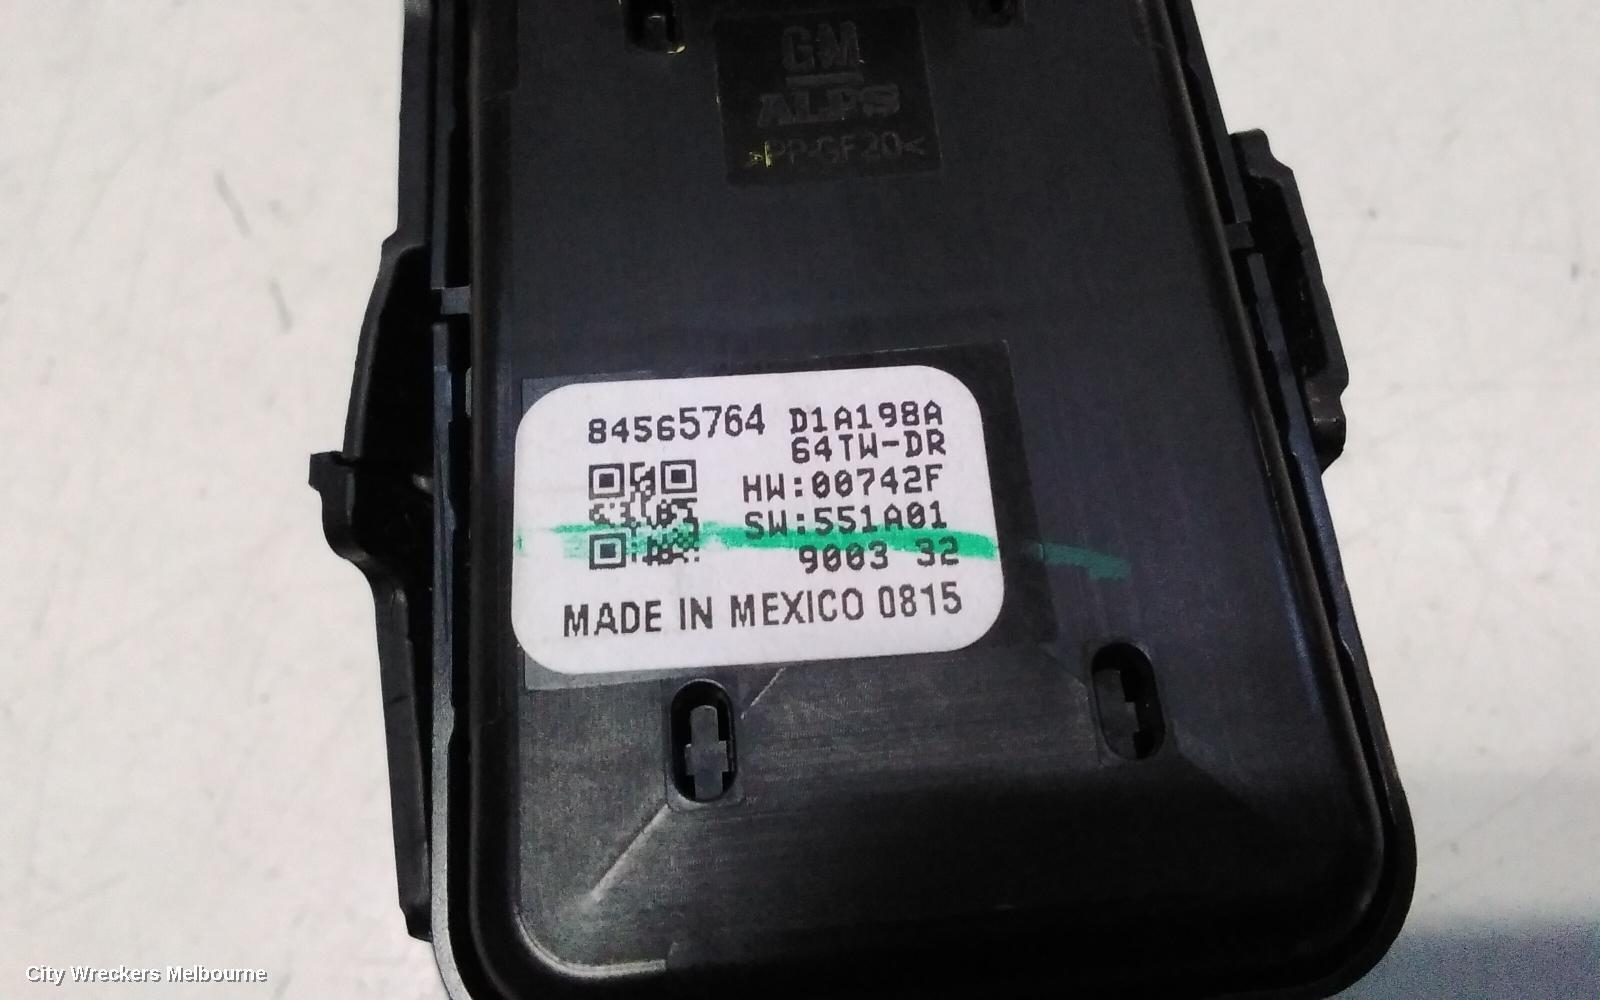 GM
ALPS
>PP-GF20<
84565764 D1A198A
64TW-DR
HW:00742F
SW:551A01
9003 32
MADE IN MEXICO 0815
City Wreckers Melbourne